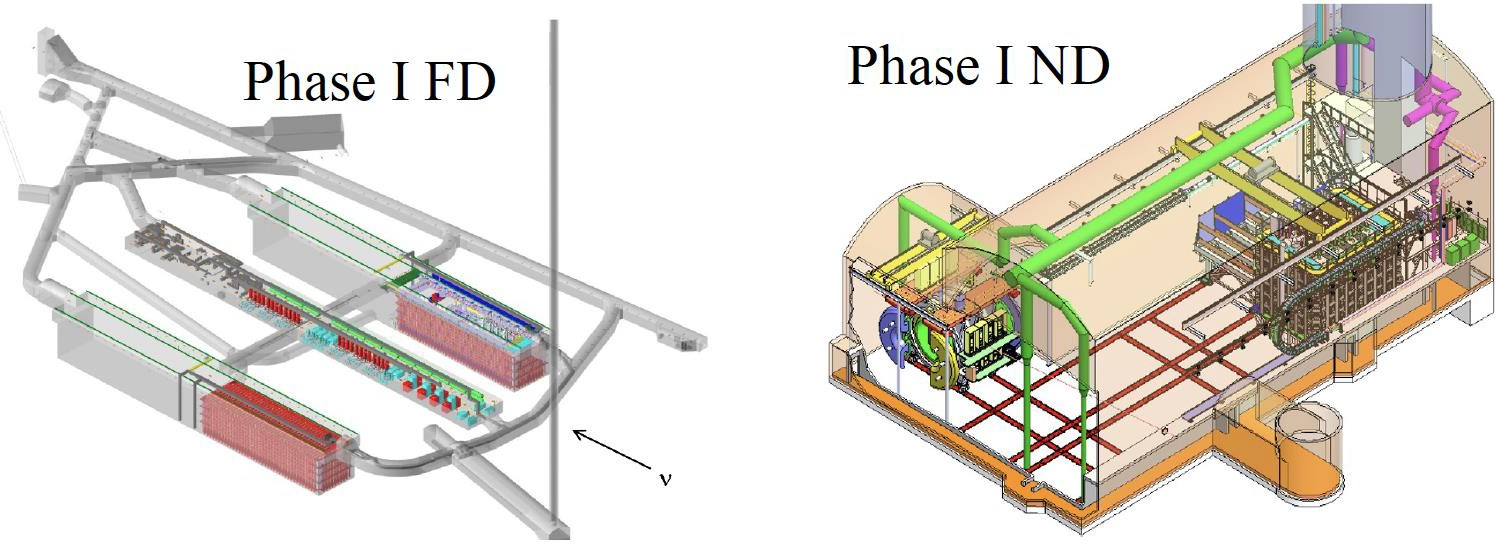 Phase I FD
Phase I ND
ν